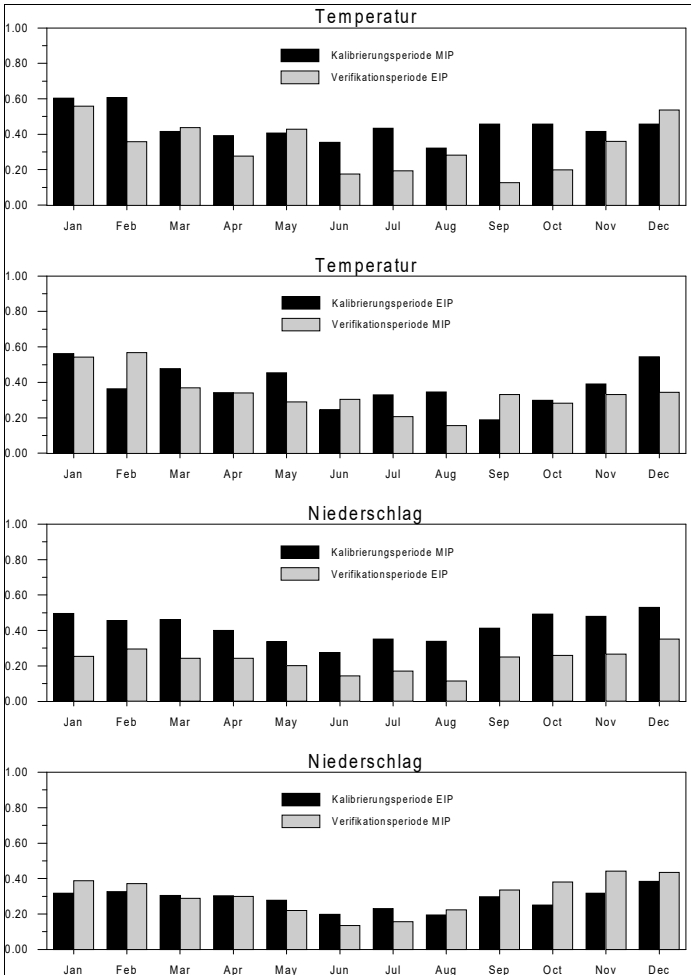 Temperatur
1.00
Kalibrierungsperiode MIP
0.80
Verifikationsperiode EIP
0.60
0.40
0.20
0.00
Jan Feb Mar Apr May Jun Jul Aug Sep Oct Nov Dec
Temperatur
1.00
Kalibrierungsperiode EIP
0.80
Verifikationsperiode MIP
0.60
0.40
0.20
0.00
Jan Feb Mar Apr May Jun Jul Aug Sep Oct Nov Dec
Niederschlag
1.00
Kalibrierungsperiode MIP
0.80
Verifikationsperiode EIP
0.60
0.40
0.20
0.00
Jan Feb Mar Apr May Jun Jul Aug Sep Oct Nov Dec
Niederschlag
1.00
Kalibrierungsperiode EIP
0.80
Verifikationsperiode MIP
0.60
0.40
0.20
0.00
Jan Feb Mar Apr May Jun Jul Aug Sep Oct Nov Dec